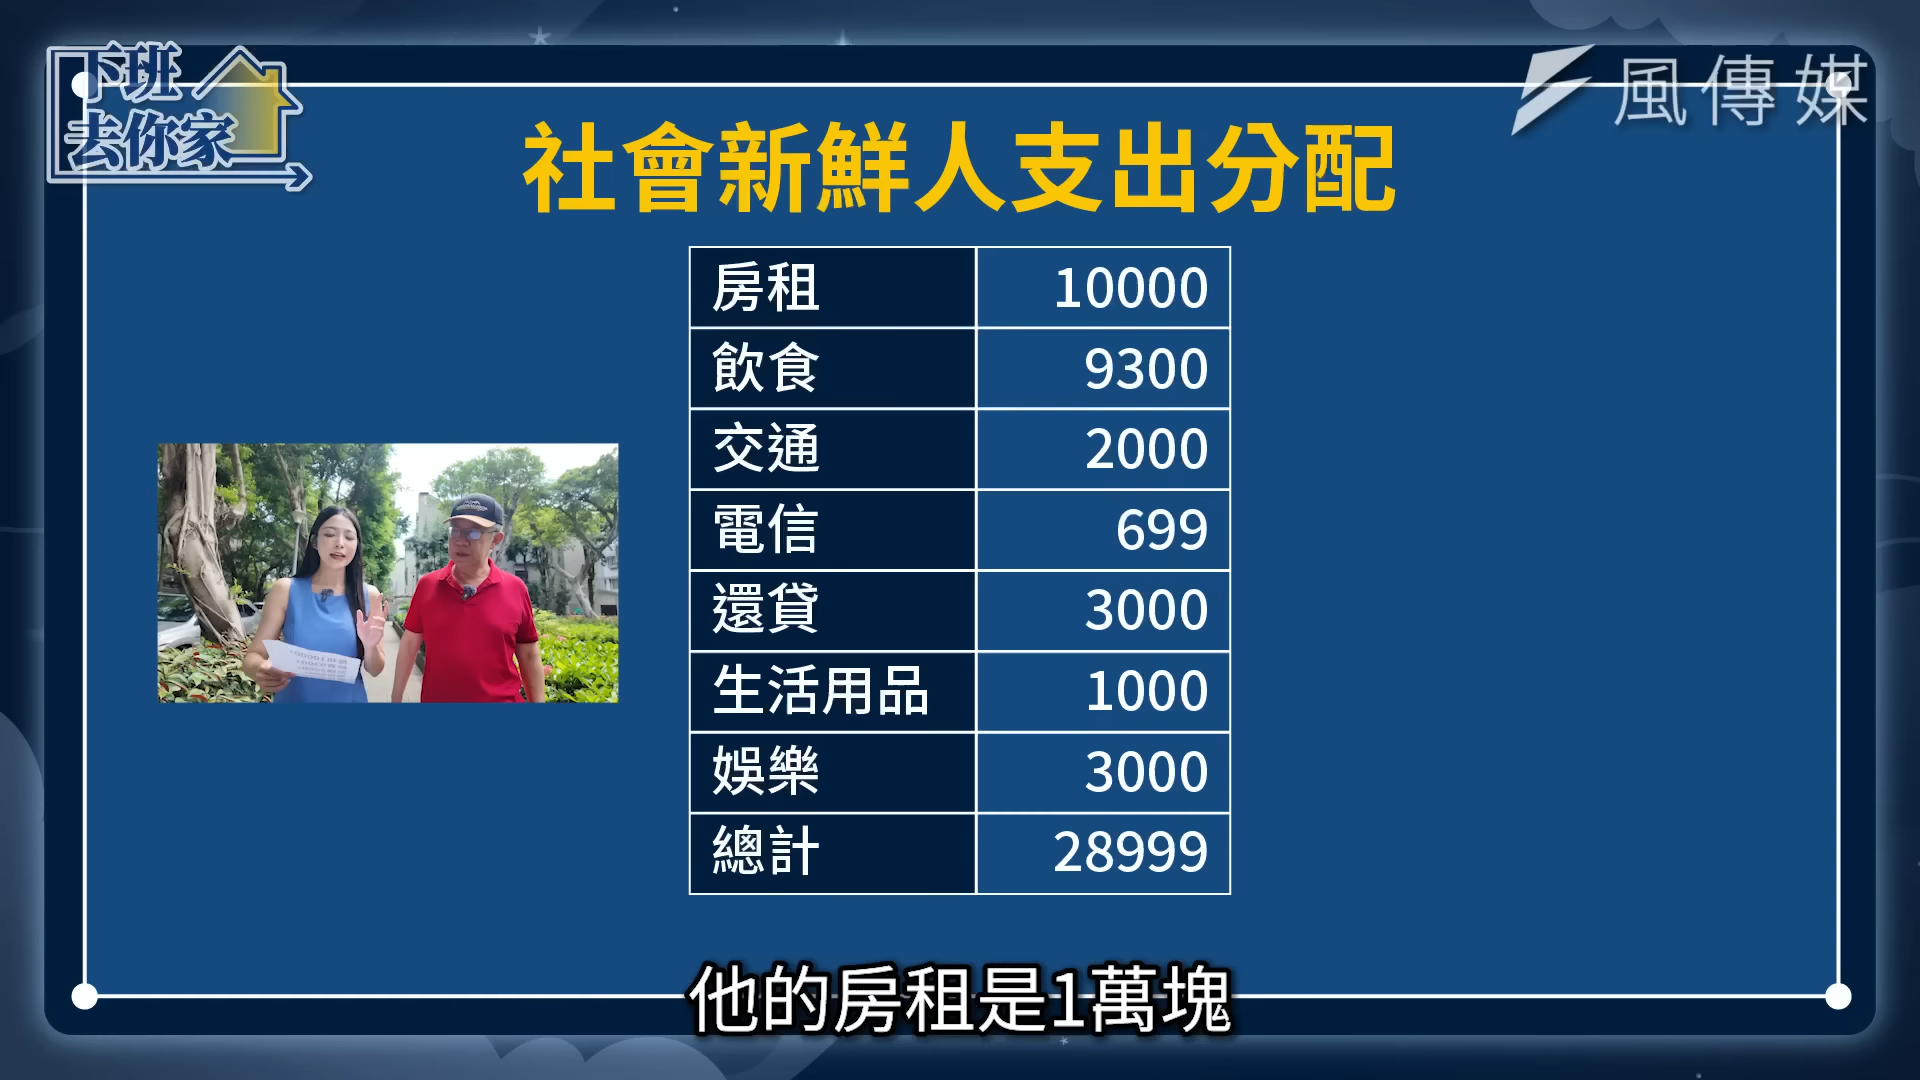 下班
去你家
風傳媒
社會新鮮人支出分配
房租 10000
飲食 9300
交通 2000
電信 699
還貸 3000
生活用品 1000
娛樂 3000
總計 28999
他的房租是1萬塊